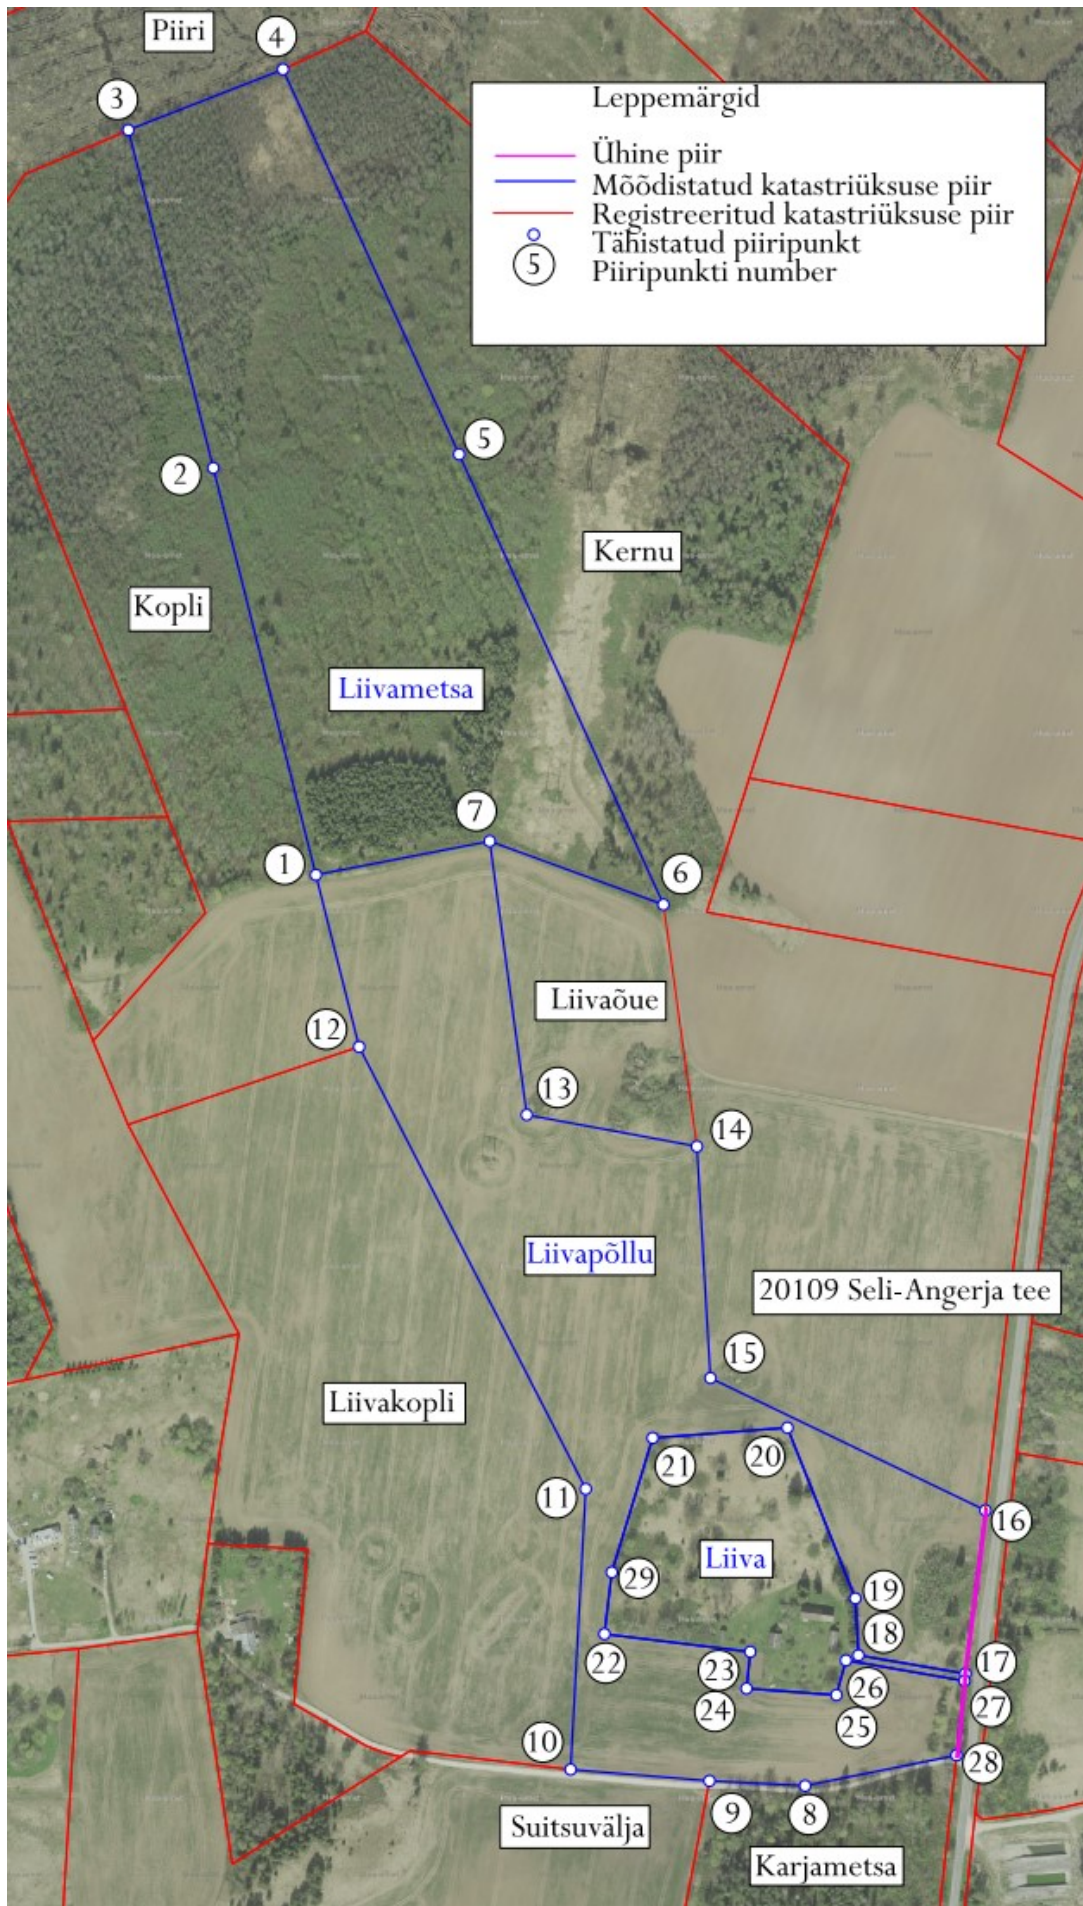 Piiri
4
3
Leppemärgid
Ühine piir
Mõõdistatud katastriüksuse piir
Registreeritud katastriüksuse piir
Tähistatud piiripunkt
5 Piiripunkti number
5
2
Kernu
Kopli
Liivametsa
7
1
6
Liivaõue
12
13
14
Liivapõllu
20109 Seli-Angerja tee
15
Liivakopli
21
20
11
16
Liiva
29
19
18
22
23
17
26
24
27
25
10
28
9
8
Suitsuvälja
Karjametsa